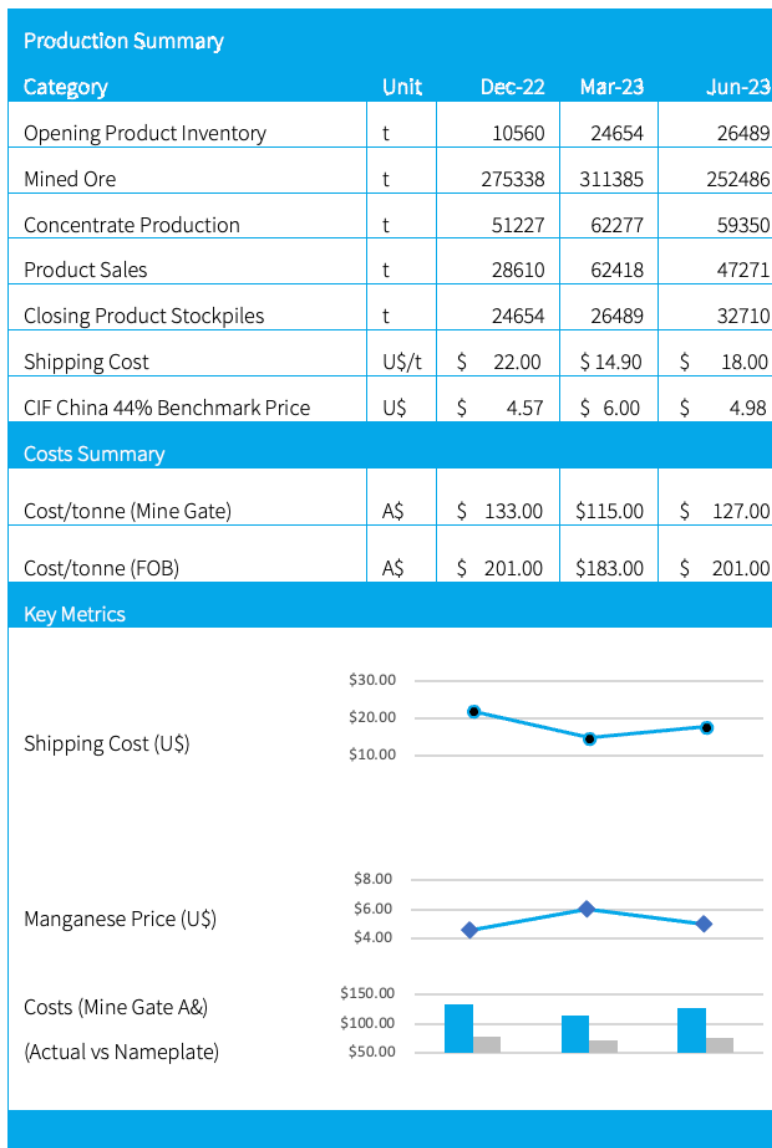 Production Summary
Category Unit Dec-22 Mar-23 Jun-23
Opening Product Inventory t 10560 24654 26489
Mined Ore t 275338 311385 252486
Concentrate Production t 51227 62277 59350
Product Sales t 28610 62418 47271
Closing Product Stockpiles t 24654 26489 32710
Shipping Cost U$/t $ 22.00 $ 14.90 $ 18.00
CIF China 44% Benchmark Price U$ $ 4.57 $ 6.00 $ 4.98
Costs Summary
Cost/tonne (Mine Gate) A$ $ 133.00 $115.00 $ 127.00
Cost/tonne (FOB) A$ $ 201.00 $183.00 $ 201.00
Key Metrics
Shipping Cost (U$)
$30.00
$20.00
$10.00
Manganese Price (U$)
$8.00
$6.00
$4.00
Costs (Mine Gate A&)
(Actual vs Nameplate)
$150.00
$100.00
$50.00